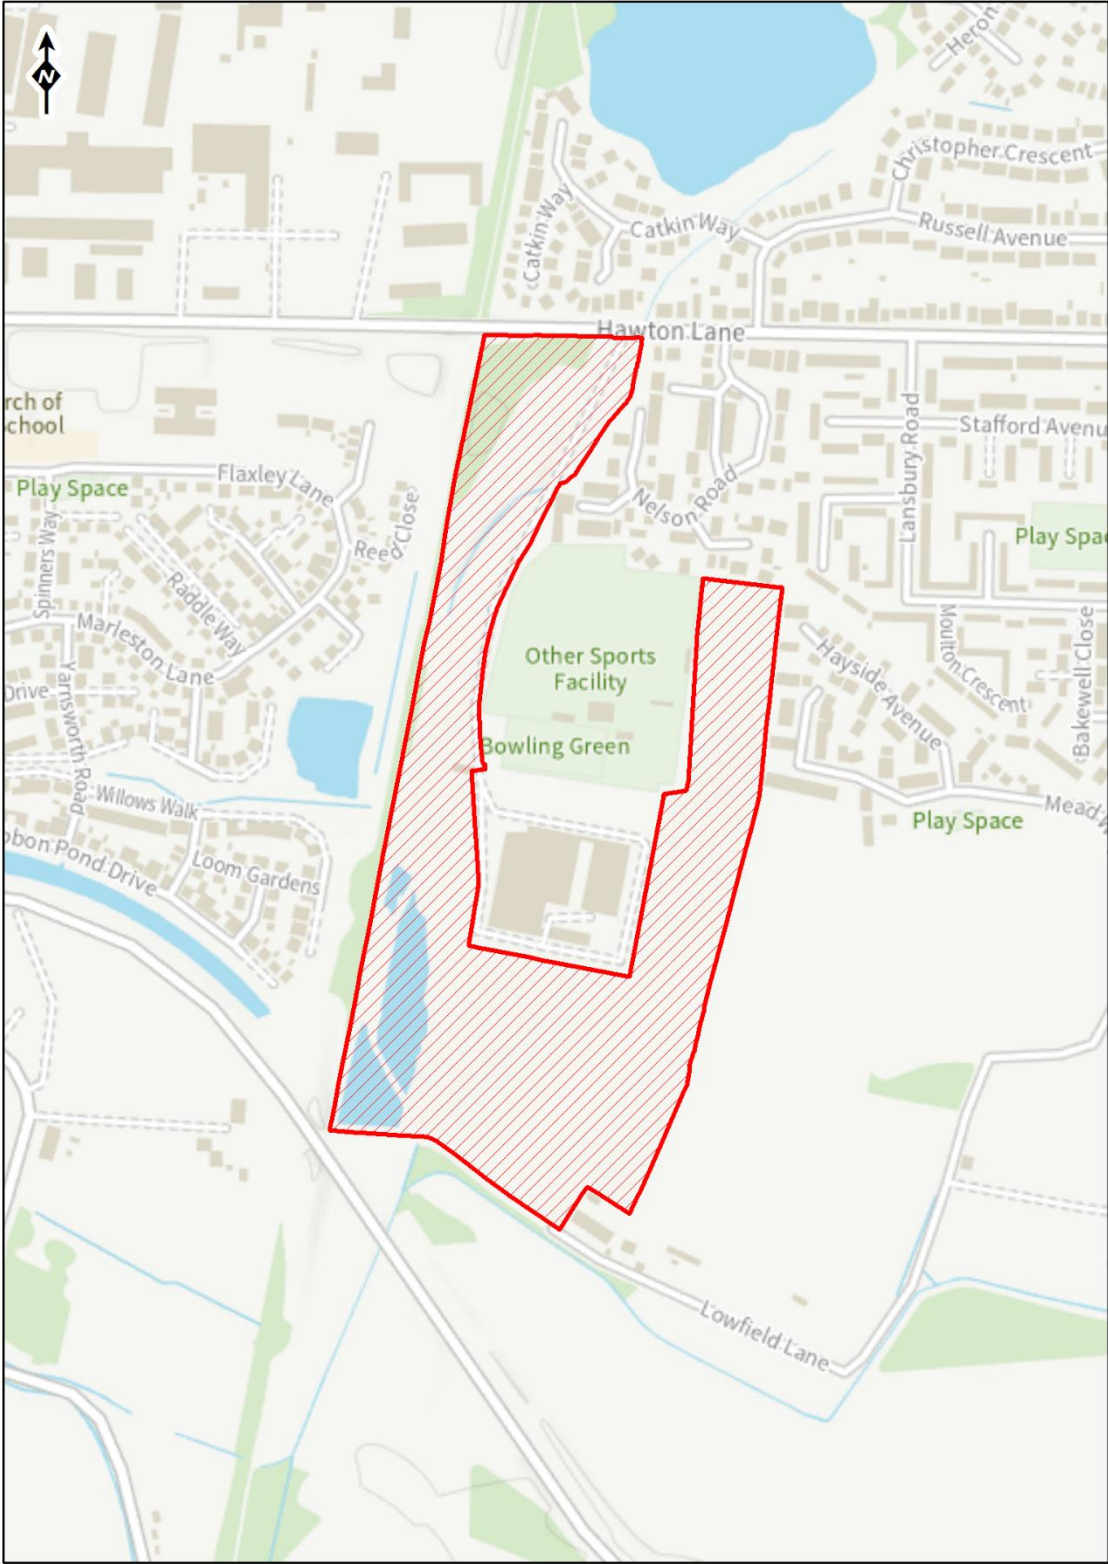 N
Heron
Christopher Crescent
Catkin Way
Catkin Way
Russell Avenue
Hawton Lane
rch of
chool
Stafford Avenu
Lansbury Road
Flaxley Lane
Play Space
Nelson Road
Reed Close
Play Spac
Spinners Way
Raddle Way
Marleston Lane
Other Sports
Facility
Hayside Avenue
Moulton Crescent
Bakewell Close
Drive
Yarnsworth Road
Bowling Green
Willows Walk
Mead
Play Space
bbon Pond Drive
Loom Gardens
Lowfield Lane